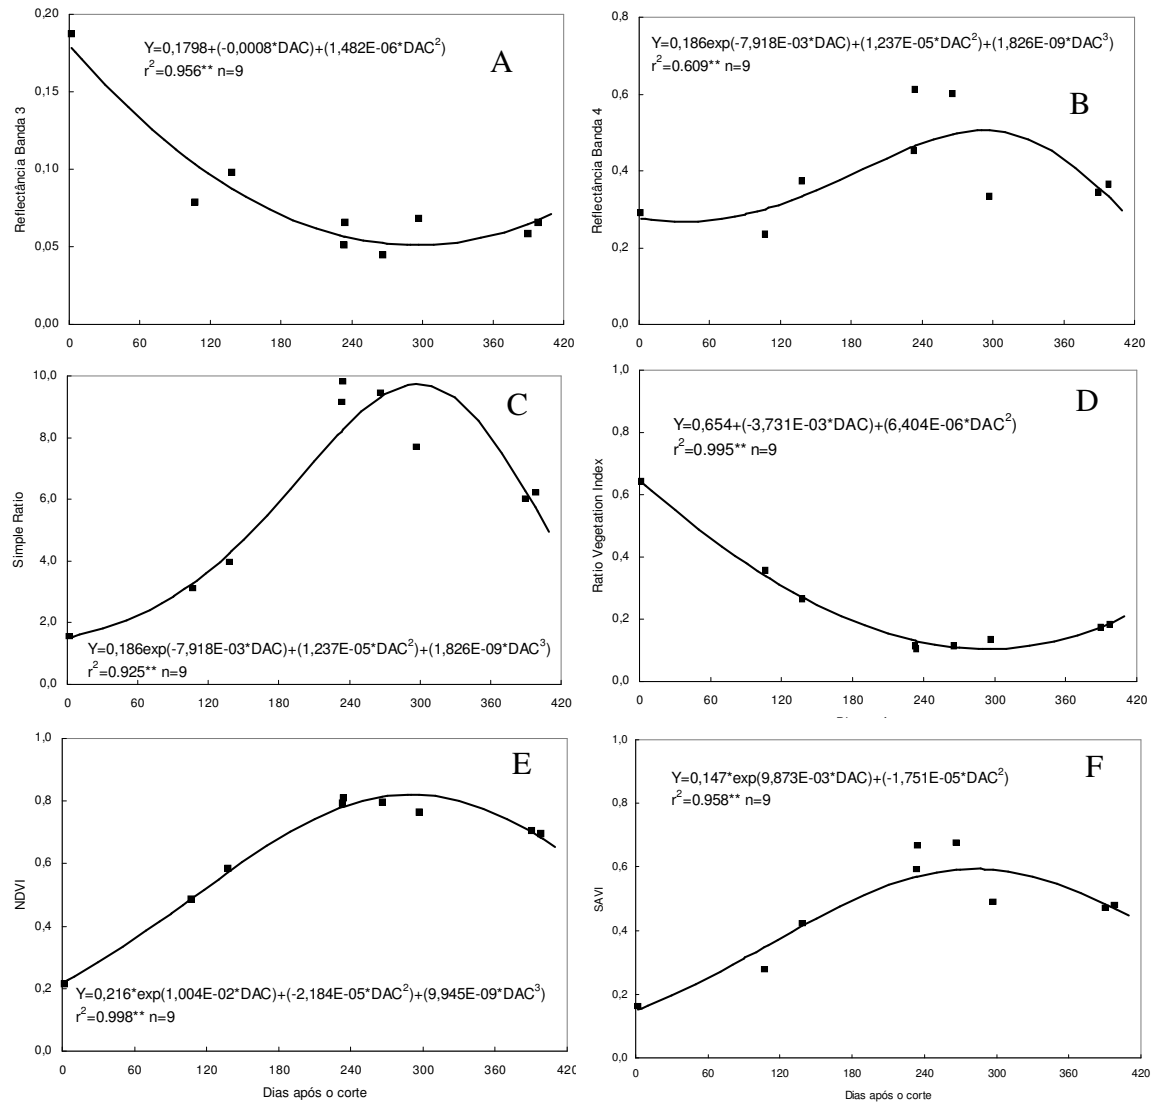 0,20
0,15
0,10
0,05
0,00
Reflectância Banda 3
Y=0,1798+(-0,0008*DAC)+(1,482E-06*DAC²)
r²=0.956** n=9
A
0 60 120 180 240 300 360 420
0,8
0,6
0,4
0,2
0,0
Reflectância Banda 4
Y=0,186exp(-7,918E-03*DAC)+(1,237E-05*DAC²)+(1,826E-09*DAC³)
r²=0.609** n=9
B
0 60 120 180 240 300 360 420
10,0
8,0
6,0
4,0
2,0
0,0
Simple Ratio
C
Y=0,186exp(-7,918E-03*DAC)+(1,237E-05*DAC²)+(1,826E-09*DAC³)
r²=0.925** n=9
0 60 120 180 240 300 360 420
1,0
0,8
0,6
0,4
0,2
0,0
Ratio Vegetation Index
D
Y=0,654+(-3,731E-03*DAC)+(6,404E-06*DAC²)
r²=0.995** n=9
0 60 120 180 240 300 360 420
1,0
0,8
0,6
0,4
0,2
0,0
NDVI
E
Y=0,216*exp(1,004E-02*DAC)+(-2,184E-05*DAC²)+(9,945E-09*DAC³)
r²=0.998** n=9
0 60 120 180 240 300 360 420
Dias após o corte
1,0
0,8
0,6
0,4
0,2
0,0
SAVI
F
Y=0,147*exp(9,873E-03*DAC)+(-1,751E-05*DAC²)
r²=0.958** n=9
0 60 120 180 240 300 360 420
Dias após o corte